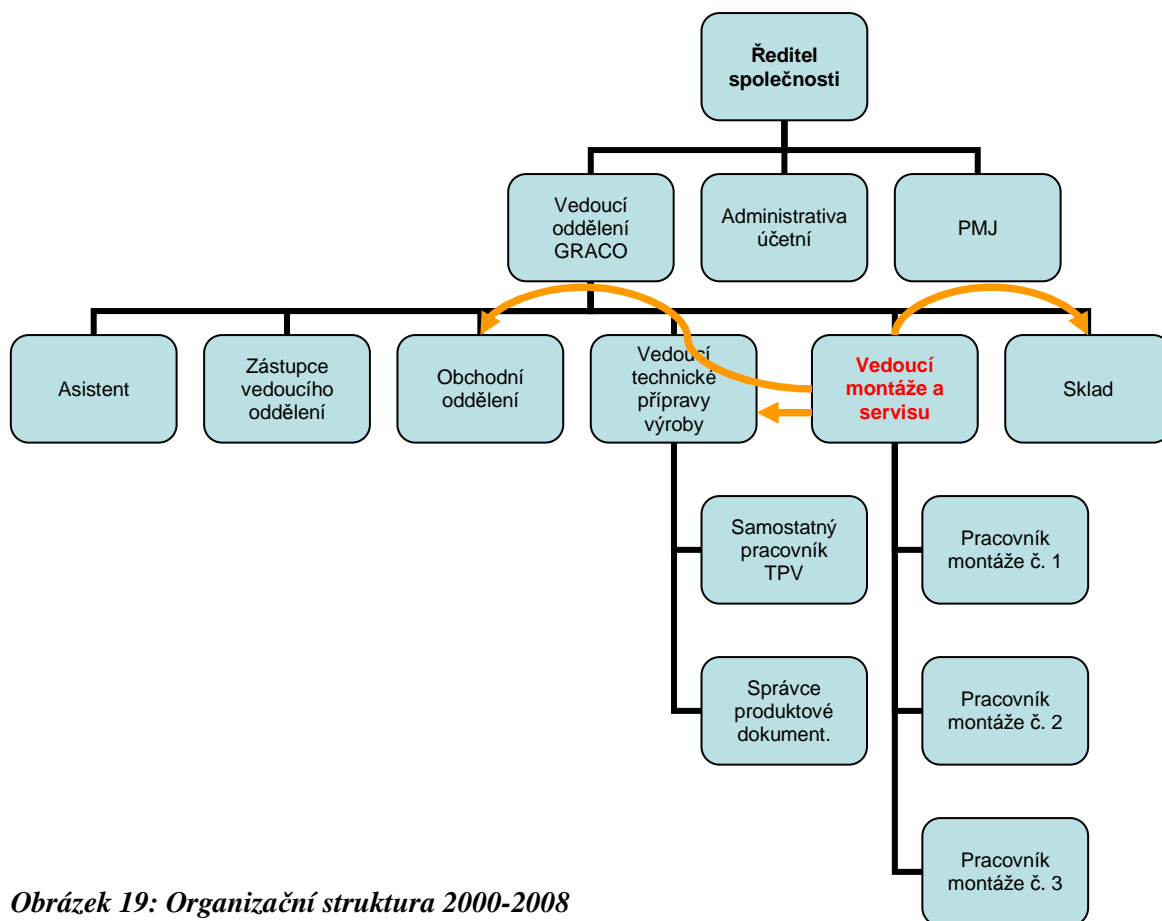 Ředitel
společnosti
Vedoucí
oddělení
GRACO
Administrativa
účetní
PMJ
Asistent
Zástupce
vedoucího
oddělení
Obchodní
oddělení
Vedoucí
technické
přípravy
výroby
Vedoucí
montáže a
servisu
Sklad
Samostatný
pracovník
TPV
Pracovník
montáže č. 1
Správce
produktové
dokument.
Pracovník
montáže č. 2
Pracovník
montáže č. 3
Obrázek 19: Organizační struktura 2000-2008